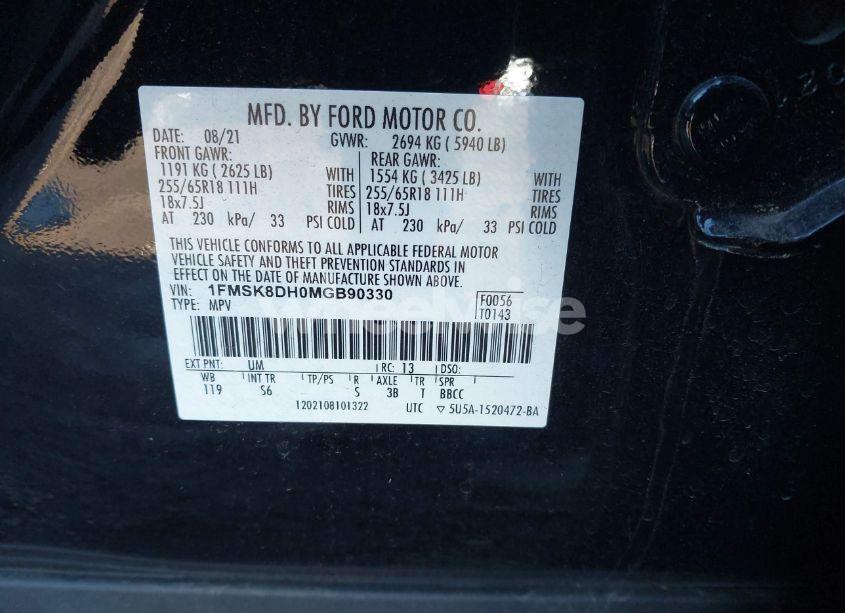 MFD. BY FORD MOTOR CO.
DATE: 08/21 GVWR: 2694 KG ( 5940 LB)
FRONT GAWR: REAR GAWR:
1191 KG ( 2625 LB) WITH 1554 KG ( 3425 LB) WITH
255/65R18 111H TIRES 255/65R18 111H TIRES
18x7.5J RIMS 18x7.5J RIMS
AT 230 kPa/ 33 PSI COLD AT 230 kPa/ 33 PSI COLD
THIS VEHICLE CONFORMS TO ALL APPLICABLE FEDERAL MOTOR
VEHICLE SAFETY AND THEFT PREVENTION STANDARDS IN
EFFECT ON THE DATE OF MANUFACTURE SHOWN ABOVE.
VIN: 1FMSK8DH0MGB90330 F0056
TYPE: MPV T0143
WheelWise
EXT PNT: UM RC: 13 DSO:
WB INT TR TP/PS R AXLE TR SPR
119 S6 S 3B T BBCC
1202108101322 UTC ▽ 5U5A-1520472-BA